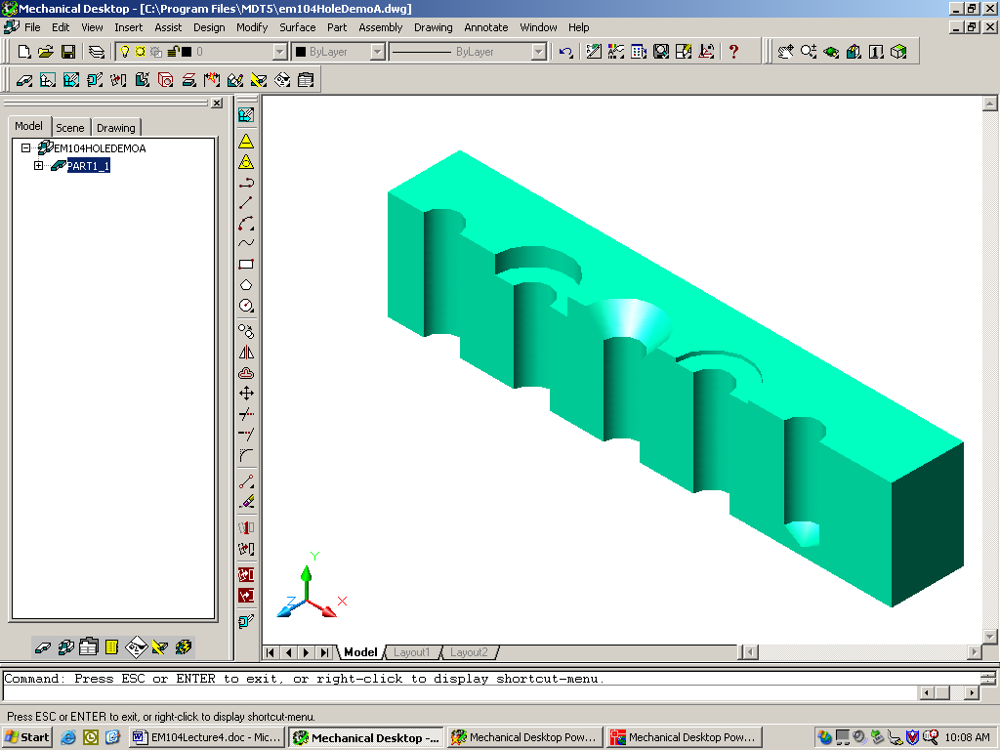 Mechanical Desktop - [C:\Program Files\MDT5\em104HoleDemoA.dwg]
File Edit View Insert Assist Design Modify Surface Part Assembly Drawing Annotate Window Help
0 ByLayer ByLayer
Model Scene Drawing
EM104HOLEDEMOA
PART1_1
Y
Z X
Model Layout1 Layout2
Command: Press ESC or ENTER to exit, or right-click to display shortcut-menu.
Press ESC or ENTER to exit, or right-click to display shortcut-menu.
Start EM104Lecture4.doc - Mic... Mechanical Desktop -... Mechanical Desktop Pow... Mechanical Desktop Pow... 10:08 AM